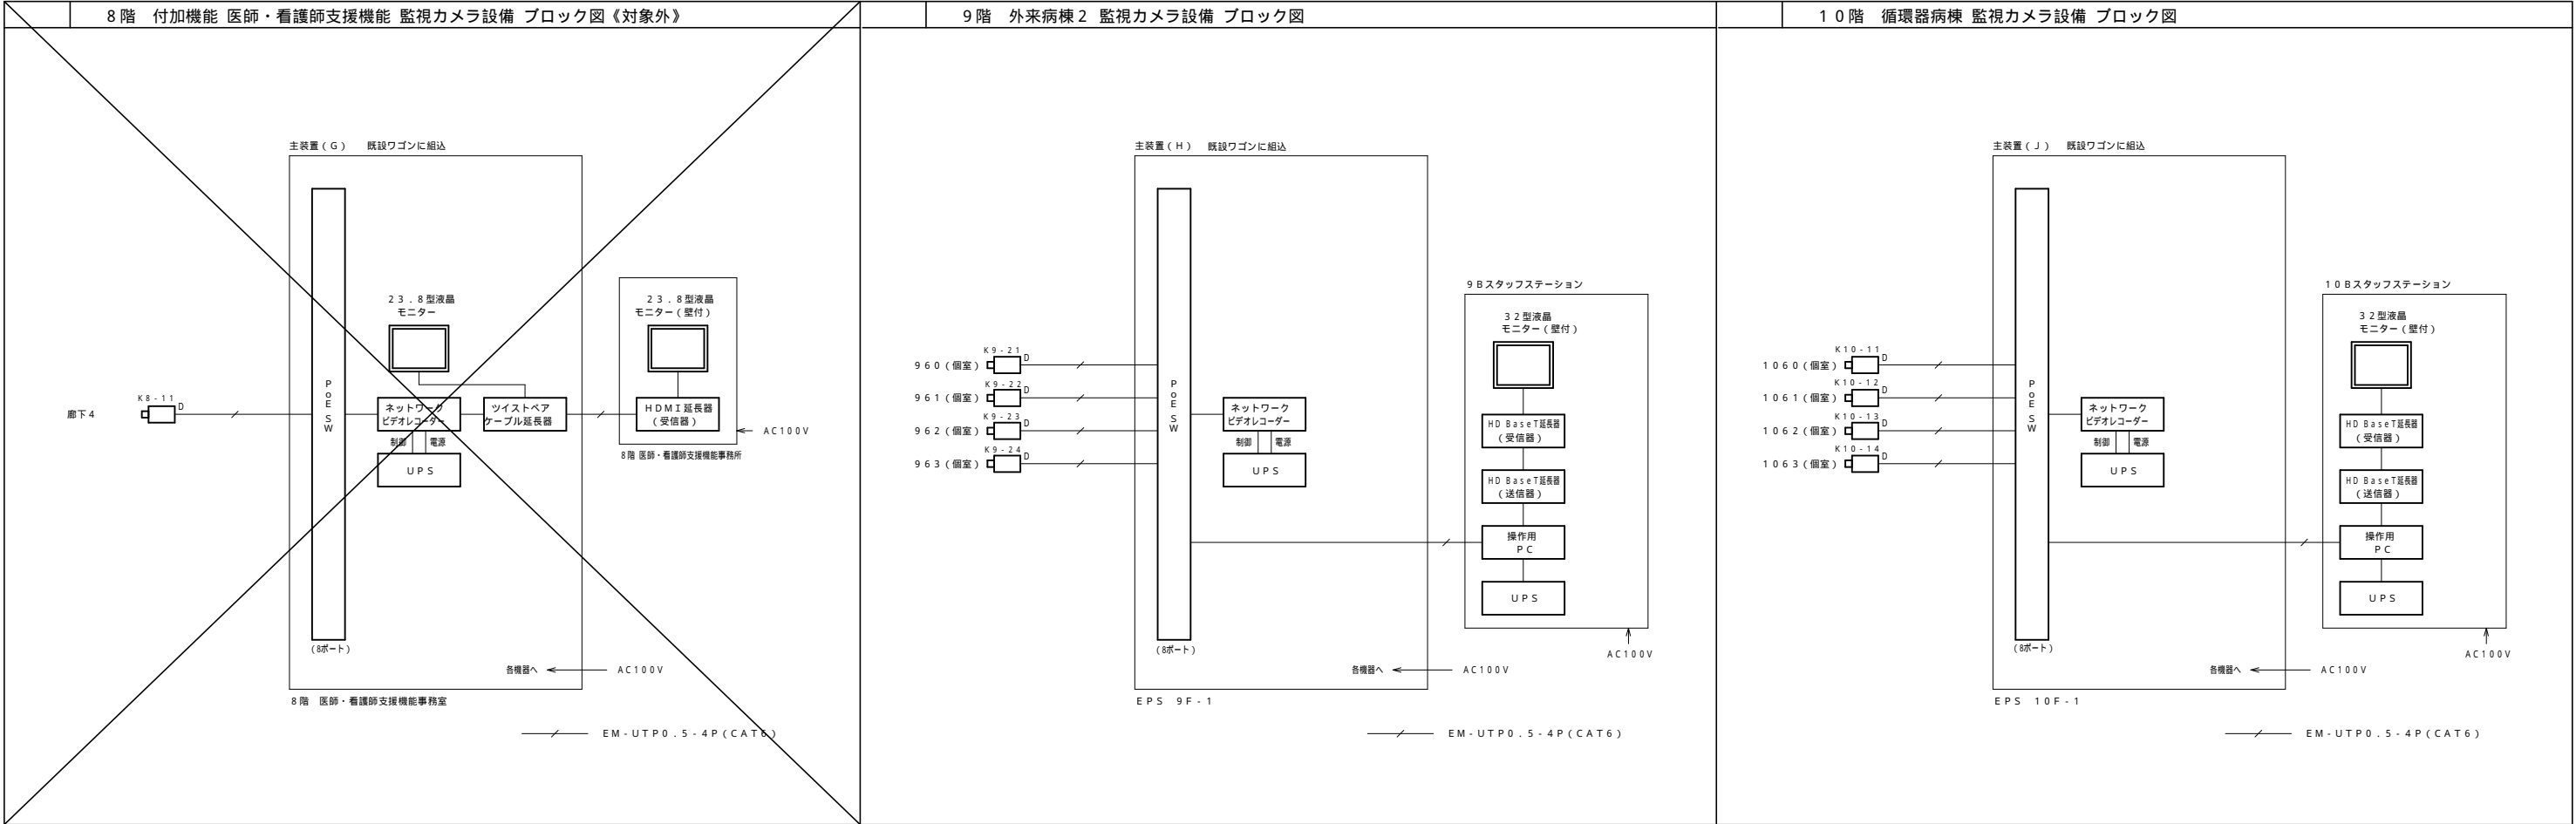 8階　付加機能 医師・看護師支援機能 監視カメラ設備 ブロック図《対象外》
主装置（G）　既設ワゴンに組込
PoE SW
23.8型液晶
モニター
23.8型液晶
モニター（壁付）
廊下4
K8-11
D
ネットワーク
ビデオレコーダー
ツイストペア
ケーブル延長器
HDMI延長器
（受信器）
AC100V
制御
電源
8階 医師・看護師支援機能事務所
UPS
（8ポート）
各機器へ
AC100V
8階　医師・看護師支援機能事務室
EM-UTP0.5-4P(CAT6)
9階　外来病棟2 監視カメラ設備 ブロック図
主装置（H）　既設ワゴンに組込
PoE SW
9Bスタッフステーション
32型液晶
モニター（壁付）
K9-21
D
960（個室）
K9-22
D
961（個室）
K9-23
D
962（個室）
K9-24
D
963（個室）
ネットワーク
ビデオレコーダー
制御
電源
UPS
HD BaseT延長器
（受信器）
HD BaseT延長器
（送信器）
操作用
PC
UPS
AC100V
（8ポート）
各機器へ
AC100V
EPS 9F-1
EM-UTP0.5-4P(CAT6)
10階　循環器病棟 監視カメラ設備 ブロック図
主装置（J）　既設ワゴンに組込
PoE SW
10Bスタッフステーション
32型液晶
モニター（壁付）
K10-11
D
1060（個室）
K10-12
D
1061（個室）
K10-13
D
1062（個室）
K10-14
D
1063（個室）
ネットワーク
ビデオレコーダー
制御
電源
UPS
HD BaseT延長器
（受信器）
HD BaseT延長器
（送信器）
操作用
PC
UPS
AC100V
（8ポート）
各機器へ
AC100V
EPS 10F-1
EM-UTP0.5-4P(CAT6)